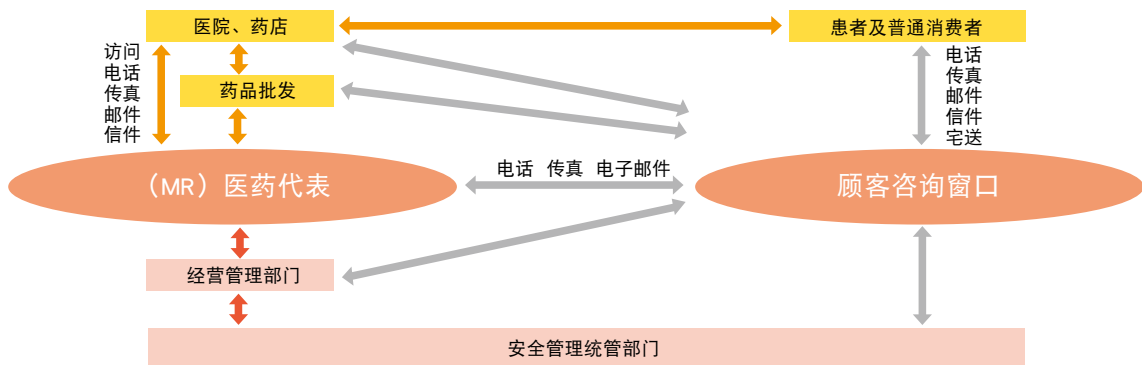 医院、药店
患者及普通消费者
访问
电话
传真
邮件
信件
药品批发
电话
传真
邮件
信件
宅送
（MR）医药代表
电话 传真 电子邮件
顾客咨询窗口
经营管理部门
安全管理统管部门